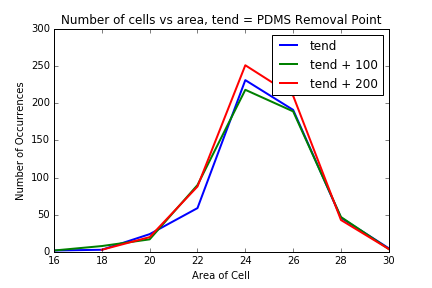 Number of cells vs area, tend = PDMS Removal Point
Number of Occurrences
300
250
200
150
100
50
0
tend
tend + 100
tend + 200
16 18 20 22 24 26 28 30
Area of Cell